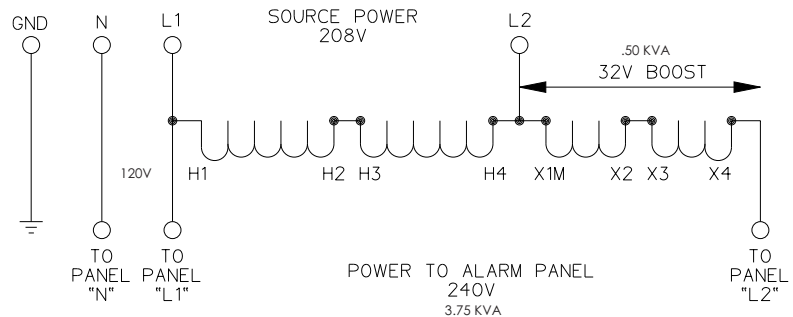 GND
N
L1
SOURCE POWER
208V
L2
.50 KVA
32V BOOST
120V
H1
H2
H3
H4
X1M
X2
X3
X4
TO
PANEL
"N"
TO
PANEL
"L1"
POWER TO ALARM PANEL
240V
3.75 KVA
TO
PANEL
"L2"